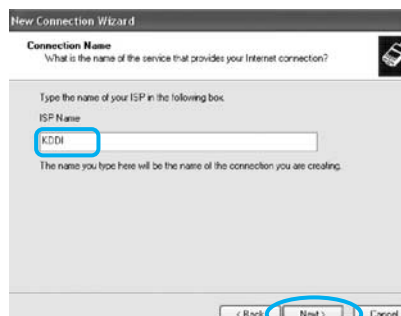 New Connection Wizard
Connection Name
What is the name of the service that provides your Internet connection?
Type the name of your ISP in the following box.
ISP Name
KDDI
The name you type here will be the name of the connection you are creating.
< Back Next > Cancel